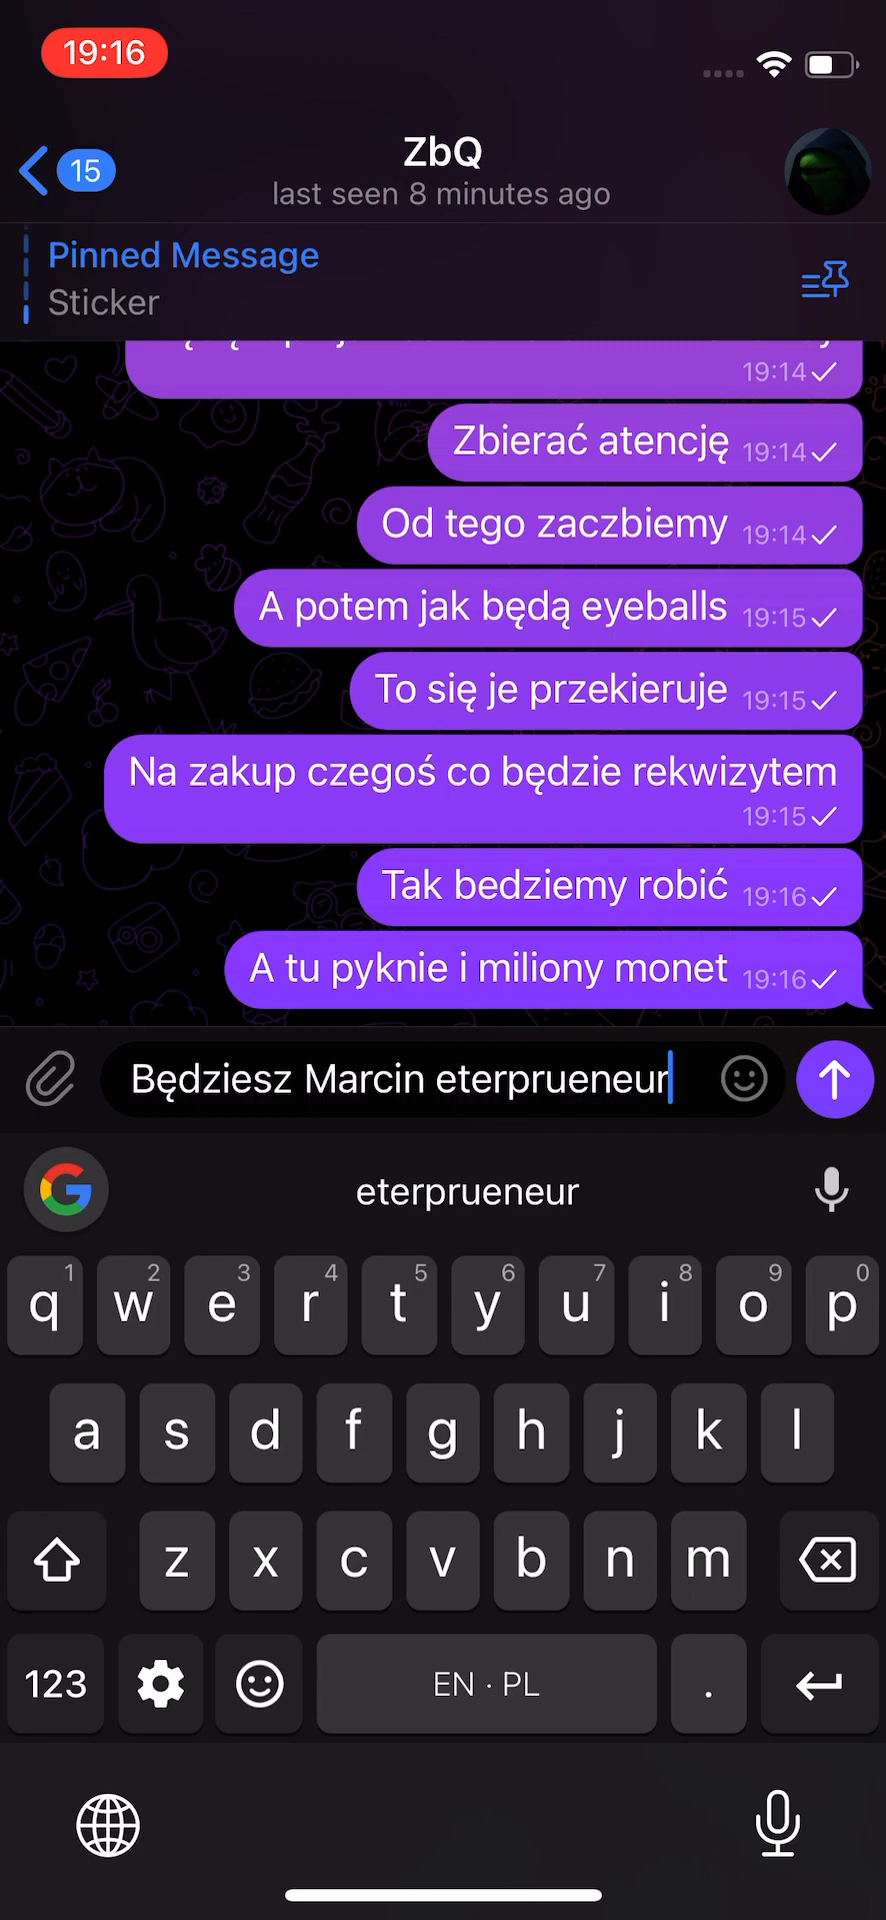 19:16
15
ZbQ
last seen 8 minutes ago
Pinned Message
Sticker
19:14
Zbierać atencję 19:14
Od tego zaczbiemy 19:14
A potem jak będą eyeballs 19:15
To się je przekieruje 19:15
Na zakup czegoś co będzie rekwizytem
19:15
Tak bedziemy robić 19:16
A tu pyknie i miliony monet 19:16
Będziesz Marcin eterprueneur
eterprueneur
1 2 3 4 5 6 7 8 9 0
q w e r t y u i o p
a s d f g h j k l
z x c v b n m
123 EN · PL .